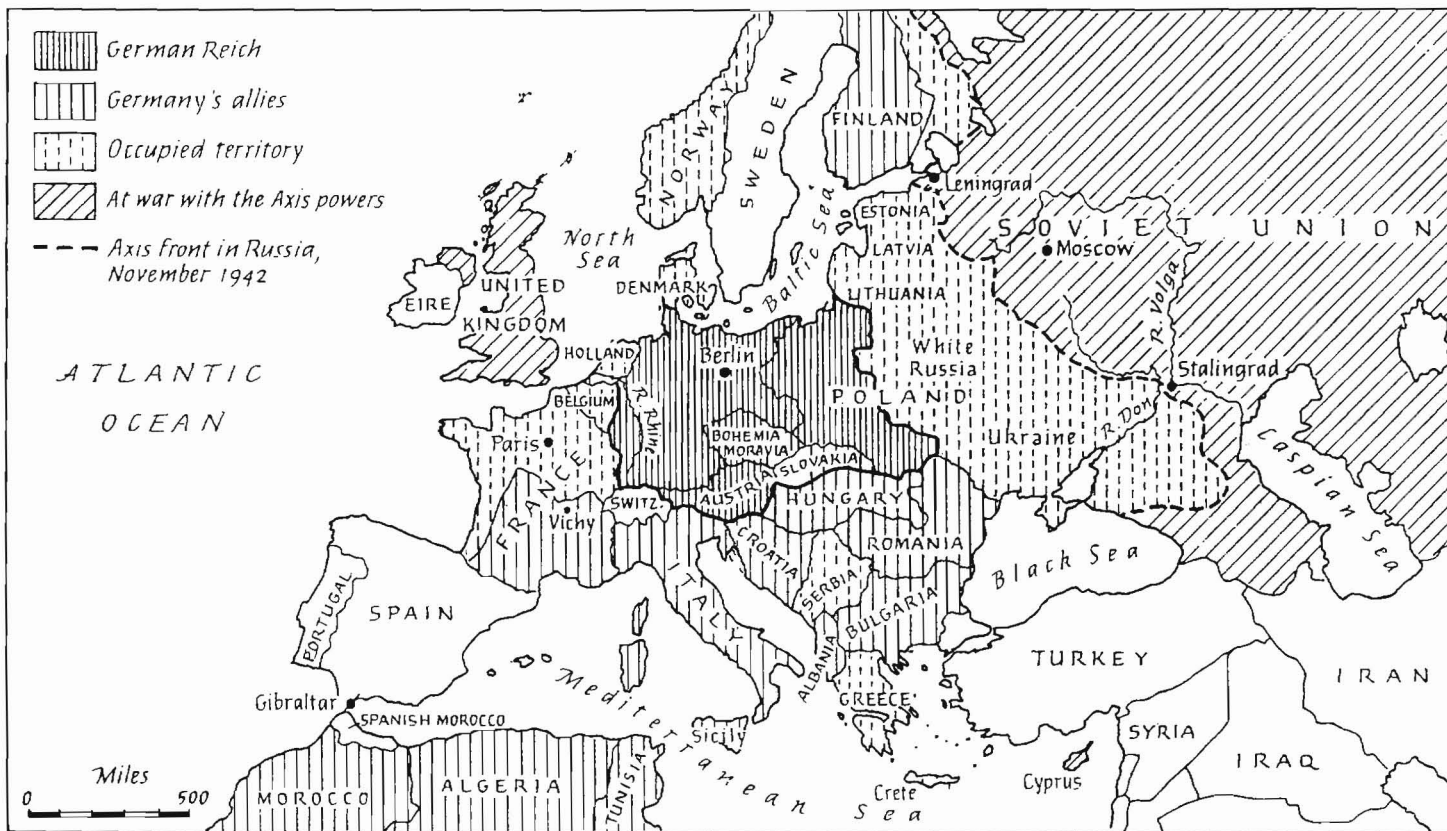 German Reich
Germany's allies
Occupied territory
At war with the Axis powers
Axis Front in Russia,
November 1942
NORWAY
SWEDEN
FINLAND
Leningrad
ESTONIA
SOVIET UNION
LATVIA
Moscow
North
Sea
Baltic Sea
DENMARK
LITHUANIA
R. Volga
EIRE
UNITED
KINGDOM
HOLLAND
Berlin
White
Russia
Stalingrad
ATLANTIC
OCEAN
BELGIUM
R. Rhine
POLAND
R. Don
Paris
BOHEMIA
MORAVIA
Ukraine
SLOVAKIA
Caspian Sea
FRANCE
AUSTRIA
HUNGARY
Vichy
SWITZ.
CROATIA
ROMANIA
Black Sea
ITALY
SERBIA
BULGARIA
PORTUGAL
SPAIN
ALBANIA
TURKEY
IRAN
Gibraltar
SPANISH MOROCCO
Mediterranean Sea
GREECE
Sicily
SYRIA
IRAQ
Crete
Cyprus
Miles
0 500
MOROCCO
ALGERIA
TUNISIA